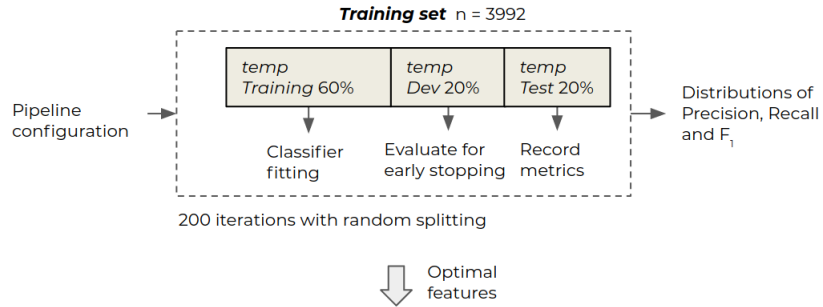 Training set n = 3992
temp
Training 60%
temp
Dev 20%
temp
Test 20%
Pipeline
configuration
Classifier
fitting
Evaluate for
early stopping
Record
metrics
Distributions of
Precision, Recall
and F₁
200 iterations with random splitting
Optimal
features